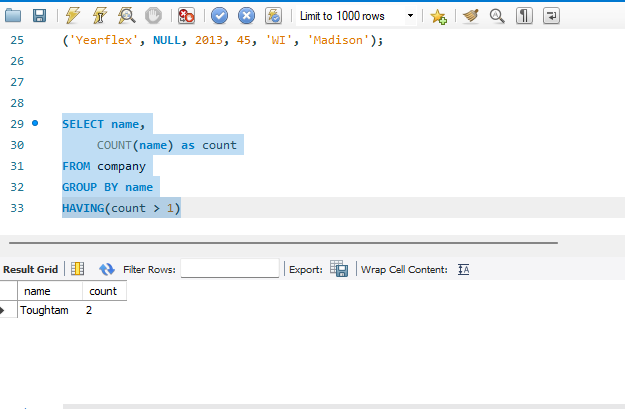 Limit to 1000 rows
25 ('Yearflex', NULL, 2013, 45, 'WI', 'Madison');
26
27
28
29 SELECT name,
30 COUNT(name) as count
31 FROM company
32 GROUP BY name
33 HAVING(count > 1)
Result Grid Filter Rows: Export: Wrap Cell Content:
name count
Toughtam 2